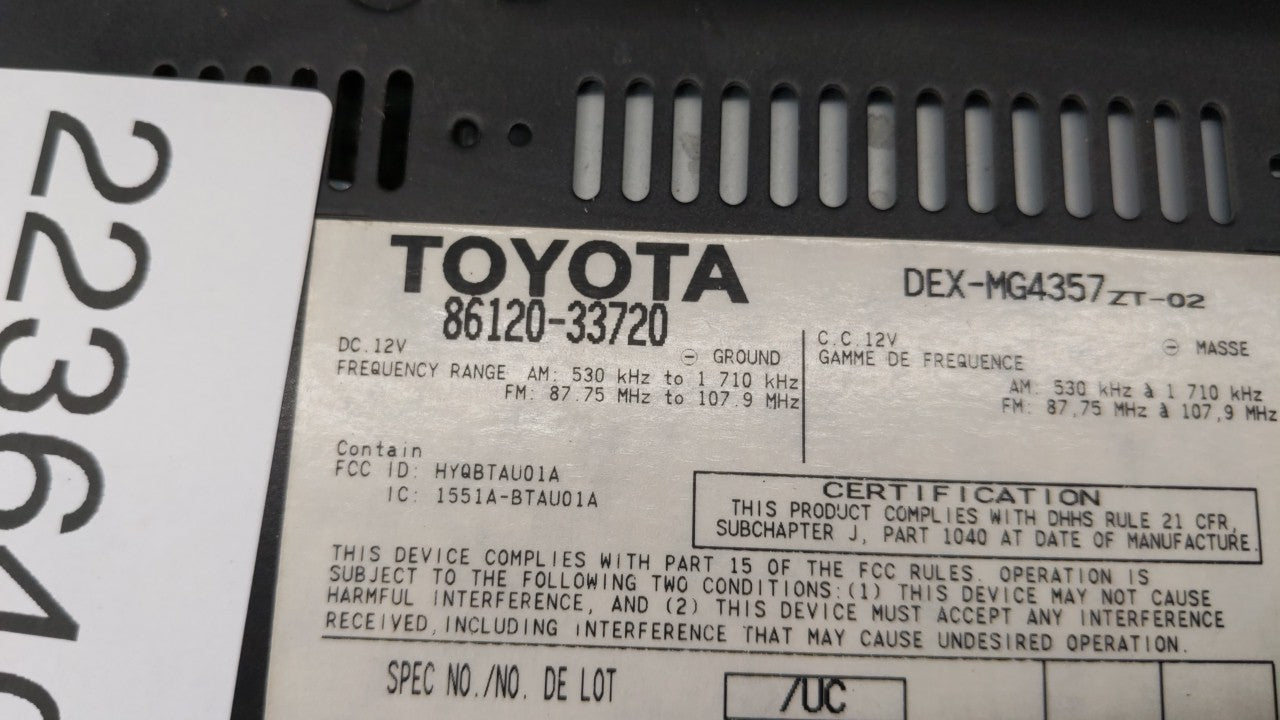 TOYOTA
86120-33720
DEX-MG4357 ZT-02
DC.12V
⊖ GROUND
FREQUENCY RANGE AM: 530 kHz to 1 710 kHz
FM: 87.75 MHz to 107.9 MHz
C.C.12V
⊖ MASSE
GAMME DE FREQUENCE
AM: 530 kHz à 1 710 kHz
FM: 87,75 MHz à 107,9 MHz
Contain
FCC ID: HYQBTAU01A
IC: 1551A-BTAU01A
CERTIFICATION
THIS PRODUCT COMPLIES WITH DHHS RULE 21 CFR,
SUBCHAPTER J, PART 1040 AT DATE OF MANUFACTURE.
THIS DEVICE COMPLIES WITH PART 15 OF THE FCC RULES. OPERATION IS
SUBJECT TO THE FOLLOWING TWO CONDITIONS:(1) THIS DEVICE MAY NOT CAUSE
HARMFUL INTERFERENCE, AND (2) THIS DEVICE MUST ACCEPT ANY INTERFERENCE
RECEIVED, INCLUDING INTERFERENCE THAT MAY CAUSE UNDESIRED OPERATION.
SPEC NO./NO. DE LOT
/UC